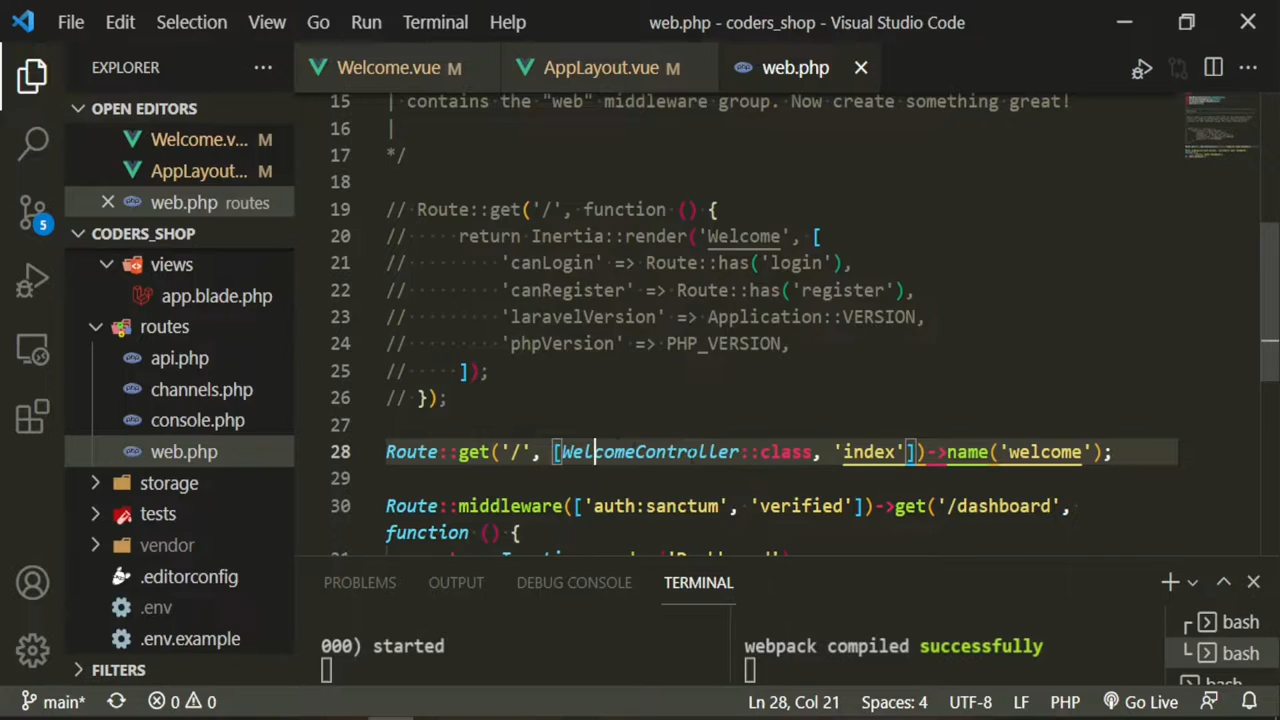 File Edit Selection View Go Run Terminal Help web.php - coders_shop - Visual Studio Code
EXPLORER
Welcome.vue M
AppLayout.vue M
web.php
OPEN EDITORS
Welcome.v... M
AppLayout... M
web.php routes
5
CODERS_SHOP
views
app.blade.php
routes
api.php
channels.php
console.php
web.php
storage
tests
vendor
.editorconfig
.env
.env.example
FILTERS
15 | contains the "web" middleware group. Now create something great!
16 |
17 */
18
19 // Route::get('/', function () {
20 //     return Inertia::render('Welcome', [
21 //         'canLogin' => Route::has('login'),
22 //         'canRegister' => Route::has('register'),
23 //         'laravelVersion' => Application::VERSION,
24 //         'phpVersion' => PHP_VERSION,
25 //     ]);
26 // });
27
28 Route::get('/', [WelcomeController::class, 'index'])->name('welcome');
29
30 Route::middleware(['auth:sanctum', 'verified'])->get('/dashboard',
function () {
PROBLEMS OUTPUT DEBUG CONSOLE TERMINAL
000) started
webpack compiled successfully
bash
bash
main* 0 0 Ln 28, Col 21 Spaces: 4 UTF-8 LF PHP Go Live